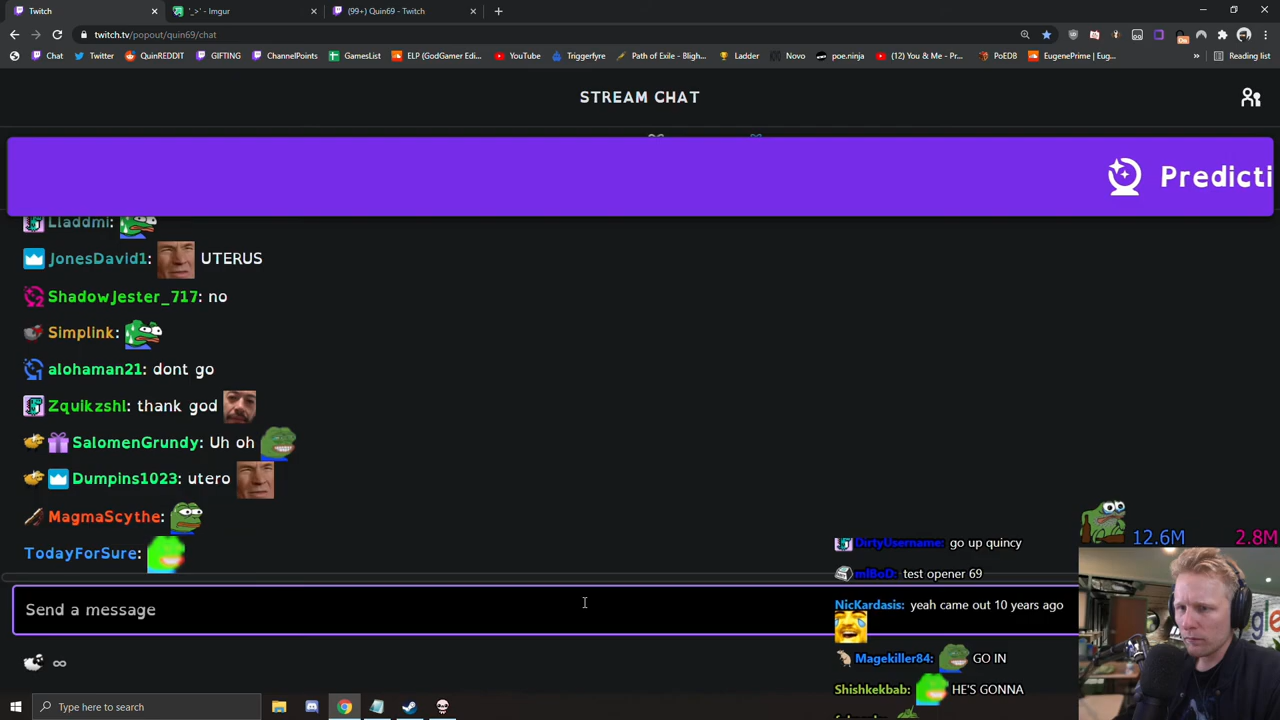 Twitch
'_>' - Imgur
(99+) Quin69 - Twitch
twitch.tv/popout/quin69/chat
Chat
Twitter
QuinREDDIT
GIFTING
ChannelPoints
GamesList
ELP (GodGamer Edi...
YouTube
Triggerfyre
Path of Exile - Bligh...
Ladder
Novo
poe.ninja
(12) You & Me - Pr...
PoEDB
EugenePrime | Eug...
Reading list
STREAM CHAT
Predicti
Lladdmi:
JonesDavid1: UTERUS
ShadowJester_717: no
Simplink:
alohaman21: dont go
Zquikzshl: thank god
SalomenGrundy: Uh oh
Dumpins1023: utero
MagmaScythe:
TodayForSure:
12.6M 2.8M
DirtyUsername: go up quincy
mIBoD: test opener 69
Send a message
NicKardasis: yeah came out 10 years ago
Magekiller84: GO IN
Shishkekbab: HE'S GONNA
Type here to search